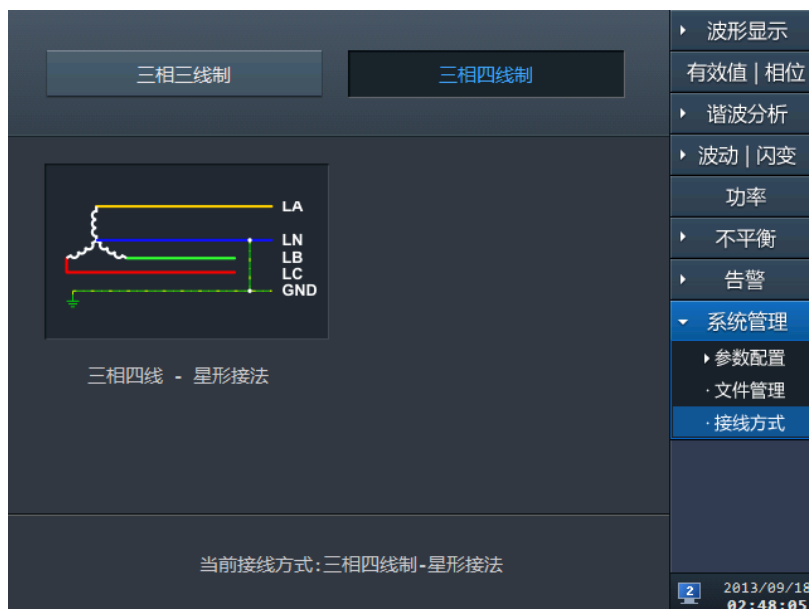 三相三线制
三相四线制
LA
LN
LB
LC
GND
三相四线 - 星形接法
当前接线方式:三相四线制-星形接法
波形显示
有效值 | 相位
谐波分析
波动 | 闪变
功率
不平衡
告警
系统管理
参数配置
·文件管理
·接线方式
2
2013/09/18
02:48:05